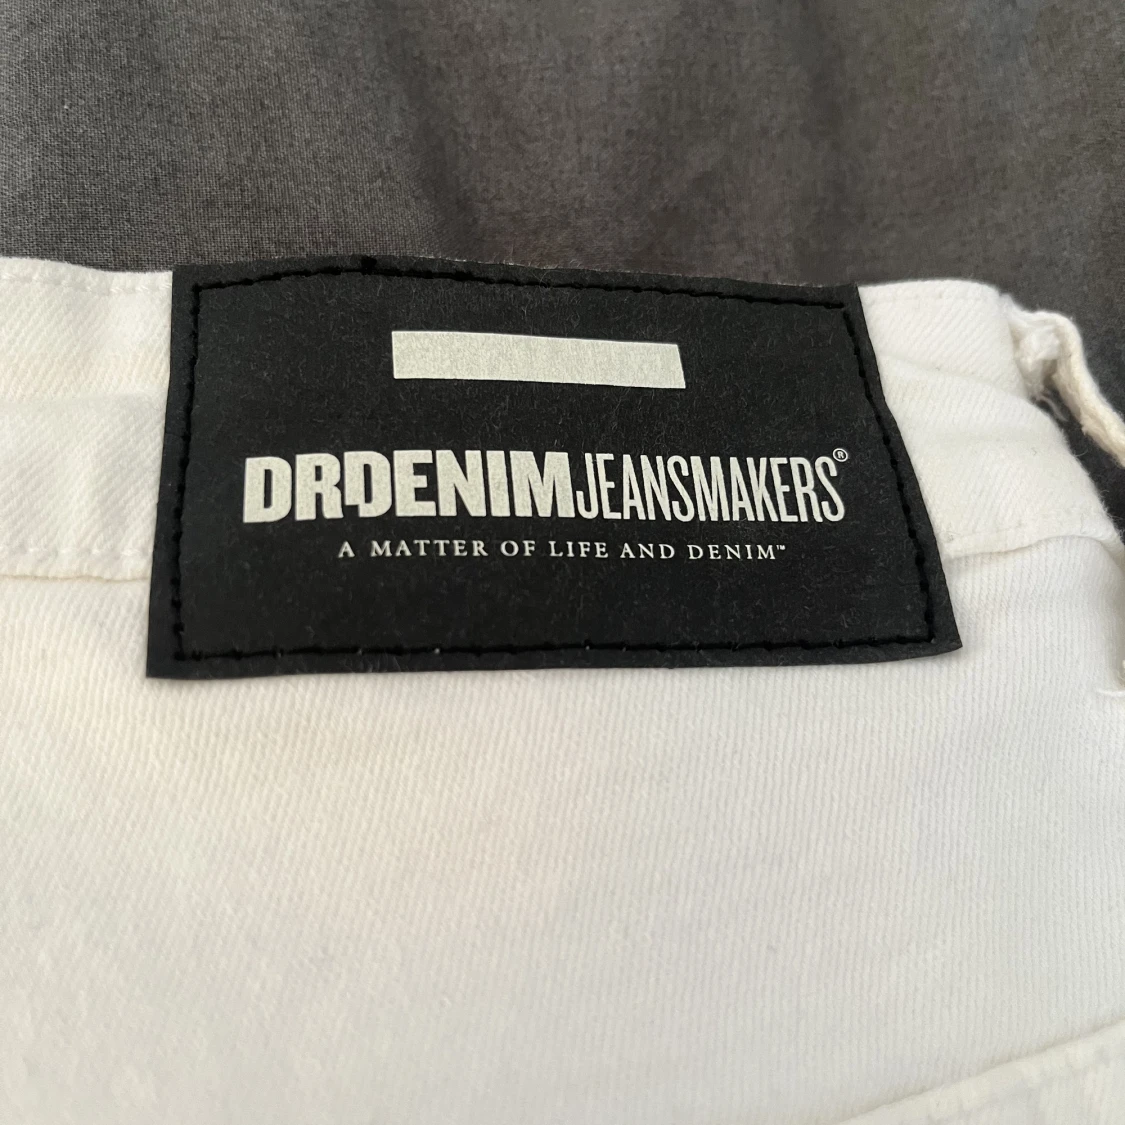 DRDENIMJEANSMAKERS®
A MATTER OF LIFE AND DENIM™